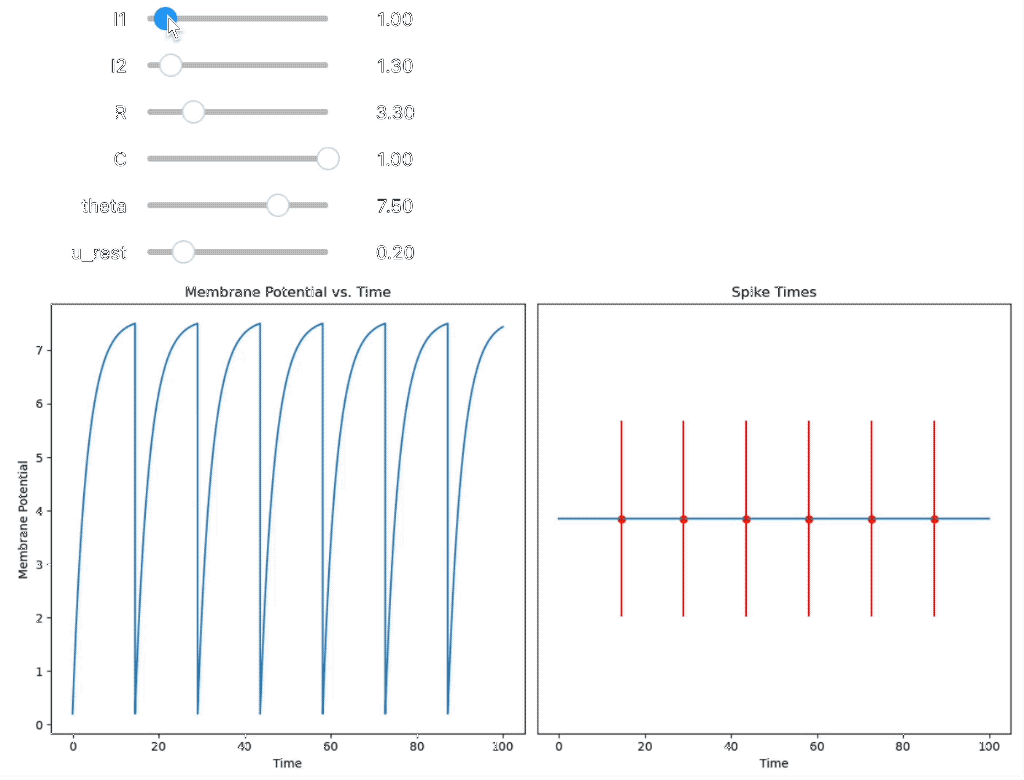 I1 1.00
I2 1.30
R 3.30
C 1.00
theta 7.50
u_rest 0.20
Membrane Potential vs. Time
Spike Times
Membrane Potential
7
6
5
4
3
2
1
0
0 20 40 60 80 100
0 20 40 60 80 100
Time
Time